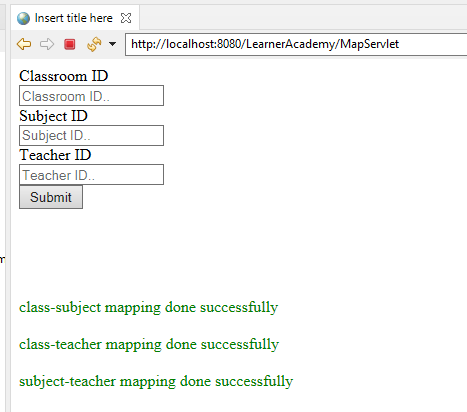 Insert title here
http://localhost:8080/LearnerAcademy/MapServlet
Classroom ID
Classroom ID..
Subject ID
Subject ID..
Teacher ID
Teacher ID..
Submit
class-subject mapping done successfully
class-teacher mapping done successfully
subject-teacher mapping done successfully